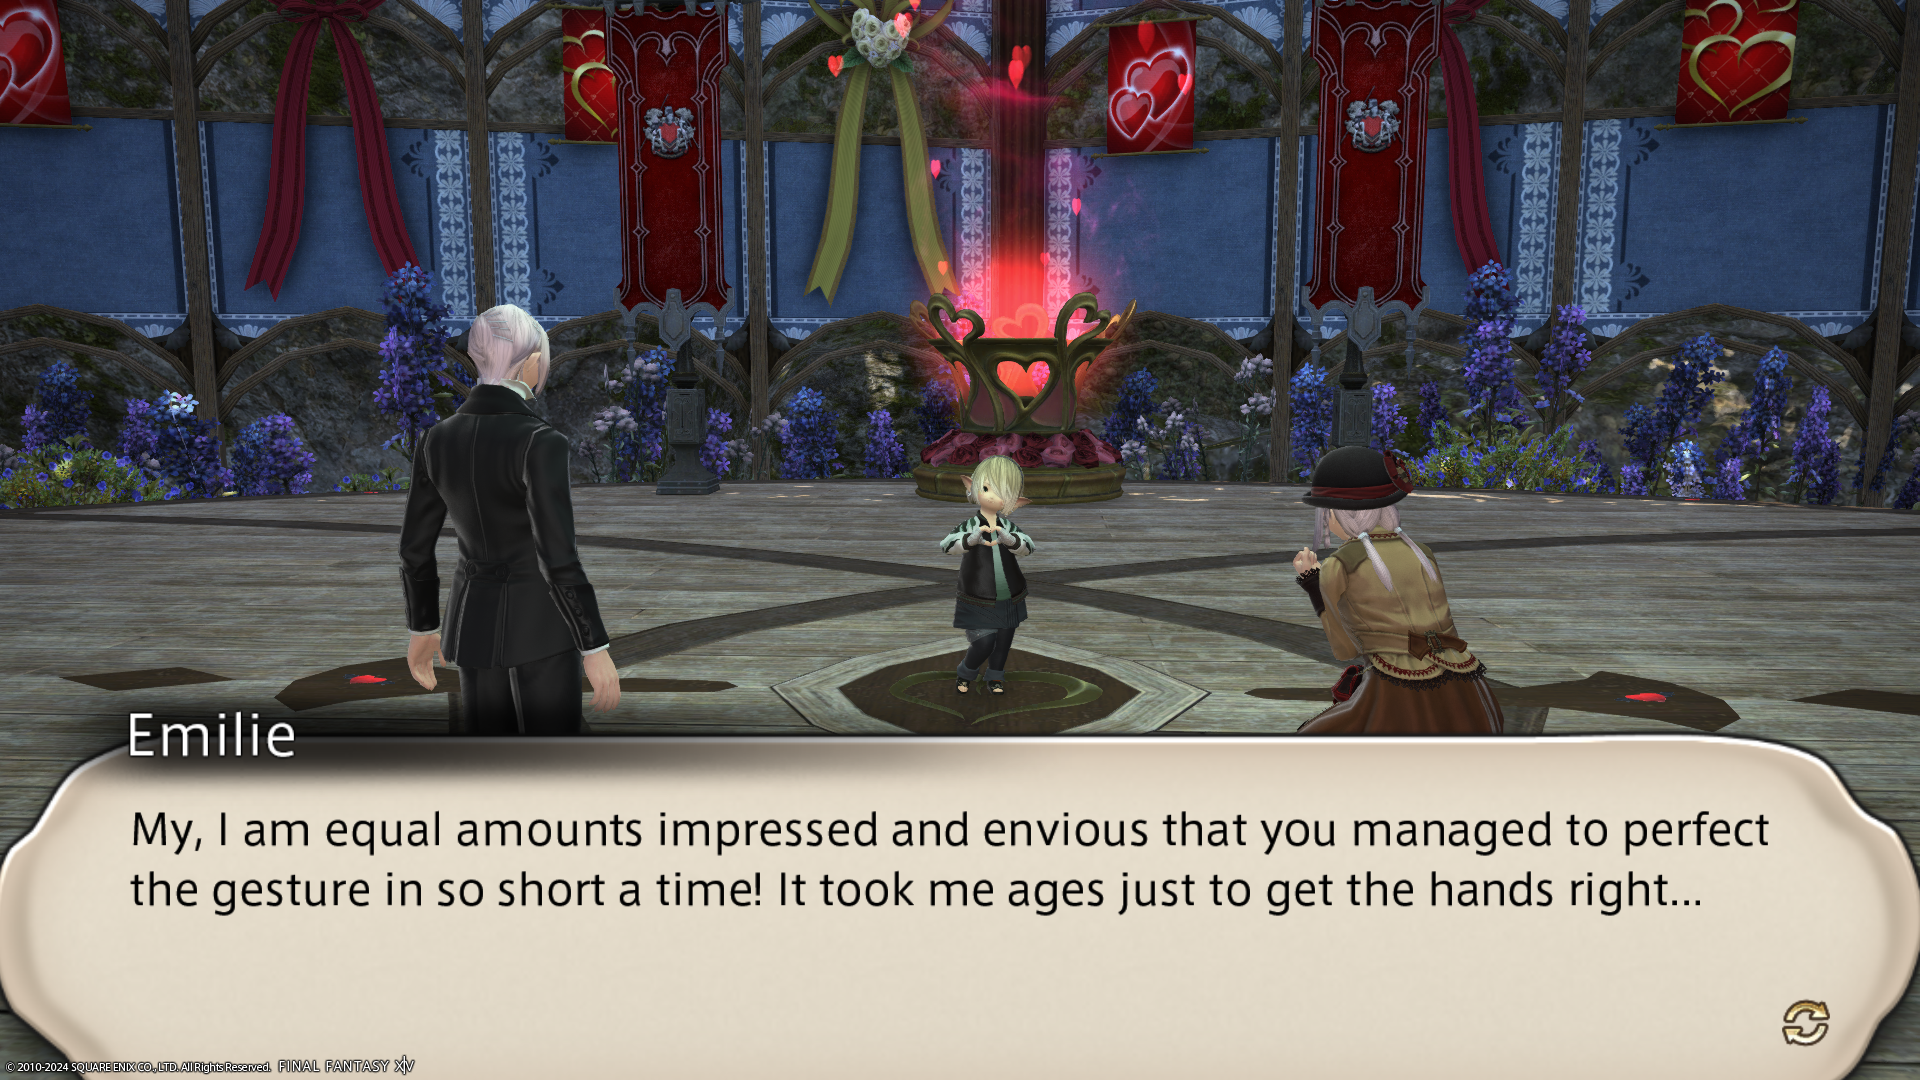 Emilie
My, I am equal amounts impressed and envious that you managed to perfect
the gesture in so short a time! It took me ages just to get the hands right...
© 2010-2024 SQUARE ENIX CO., LTD. All Rights Reserved. FINAL FANTASY XIV